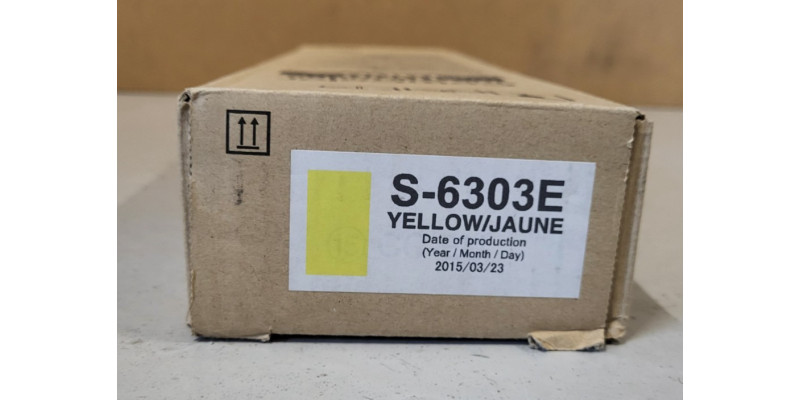 S-6303E
YELLOW/JAUNE
Date of production
(Year / Month / Day)
2015/03/23